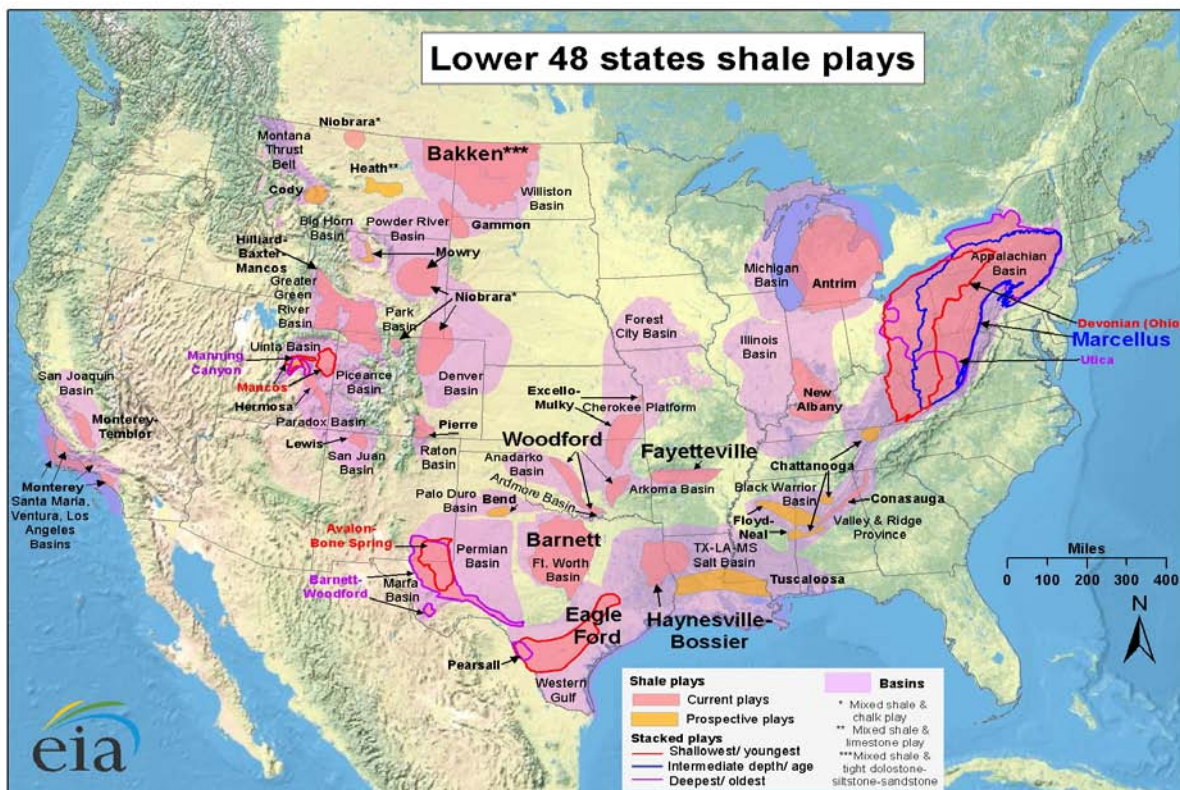 Lower 48 states shale plays
Niobrara*
Montana
Thrust
Belt
Bakken***
Heath**
Cody
Williston
Basin
Big Horn
Basin
Powder River
Basin
Gammon
Hilliard-
Baxter-
Mancos
Mowry
Greater
Green
River
Basin
Niobrara*
Park
Basin
Michigan
Basin
Antrim
Appalachian
Basin
Devonian (Ohio
Marcellus
Utica
Forest
City Basin
Illinois
Basin
Uinta Basin
Manning
Canyon
Mancos
Piceance
Basin
Denver
Basin
San Joaquin
Basin
Hermosa
Paradox Basin
Excello-
Mulky
Cherokee Platform
New
Albany
Monterey-
Temblor
Lewis
San Juan
Basin
Pierre
Raton
Basin
Woodford
Anadarko
Basin
Fayetteville
Arkoma Basin
Chattanooga
Monterey
Santa Maria,
Ventura, Los
Angeles
Basins
Palo Duro
Basin
Bend
Ardmore Basin
Black Warrior
Basin
Conasauga
Floyd-
Neal
Valley & Ridge
Province
Avalon-
Bone Spring
Permian
Basin
Barnett
Ft. Worth
Basin
TX-LA-MS
Salt Basin
Tuscaloosa
Barnett-
Woodford
Marfa
Basin
Eagle
Ford
Haynesville-
Bossier
Pearsall
Western
Gulf
Miles
0 100 200 300 400
N
Shale plays
Current plays
Prospective plays
Stacked plays
Shallowest/ youngest
Intermediate depth/ age
Deepest/ oldest
Basins
* Mixed shale &
chalk play
** Mixed shale &
limestone play
***Mixed shale &
tight dolostone-
siltstone-sandstone
eia